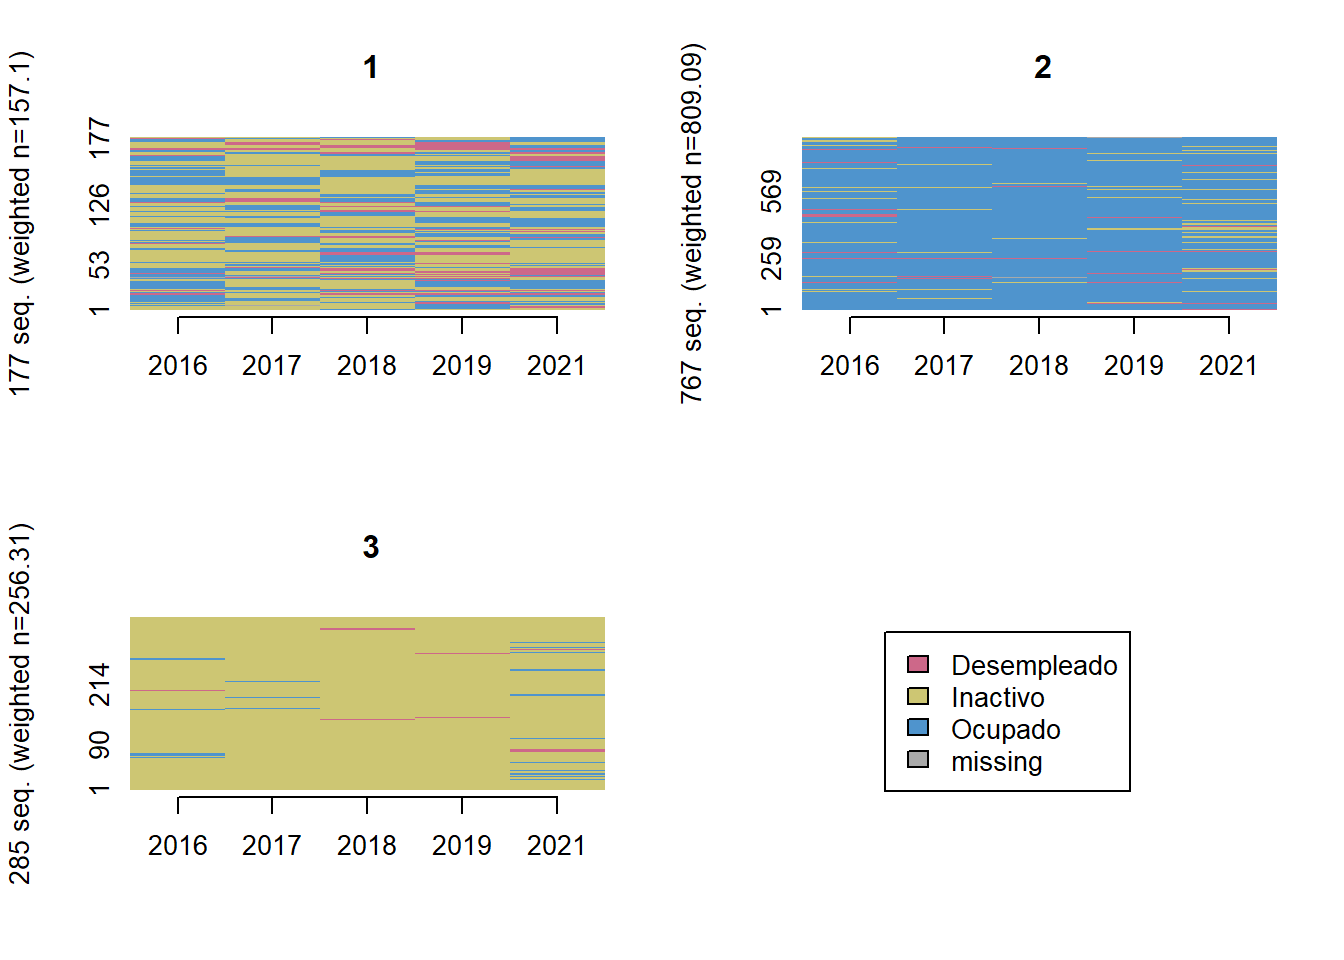 1
177 seq. (weighted n=157.1)
177
126
53
1
2016 2017 2018 2019 2021
2
767 seq. (weighted n=809.09)
569
259
1
2016 2017 2018 2019 2021
3
285 seq. (weighted n=256.31)
214
90
1
2016 2017 2018 2019 2021
Desempleado
Inactivo
Ocupado
missing